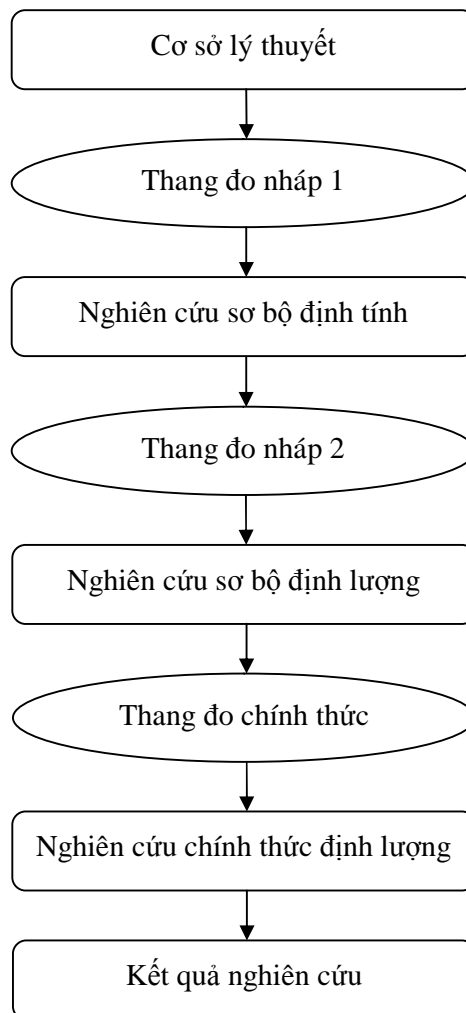 Cơ sở lý thuyết
Thang đo nháp 1
Nghiên cứu sơ bộ định tính
Thang đo nháp 2
Nghiên cứu sơ bộ định lượng
Thang đo chính thức
Nghiên cứu chính thức định lượng
Kết quả nghiên cứu